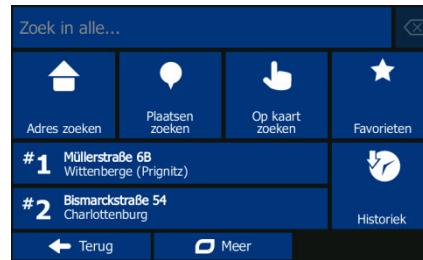 Zoek in alle...
Adres zoeken
Plaatsen
zoeken
Op kaart
zoeken
Favorieten
#1 Müllerstraße 6B
Wittenberge (Prignitz)
#2 Bismarckstraße 54
Charlottenburg
Historiek
Terug
Meer